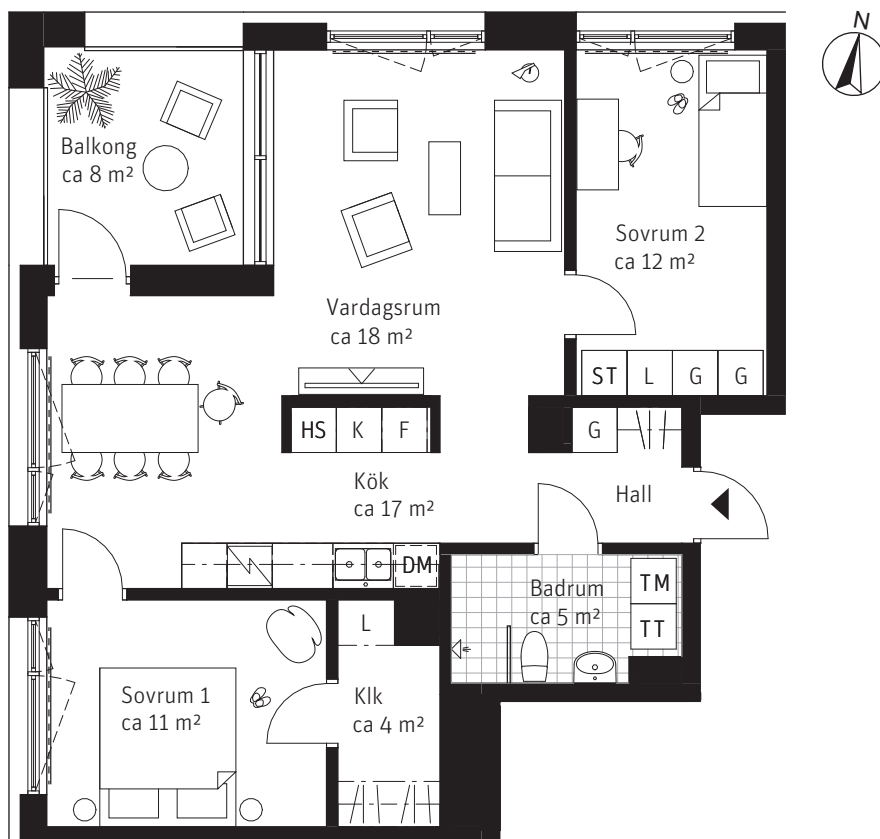 N
Balkong
ca 8 m²
Sovrum 2
ca 12 m²
Vardagsrum
ca 18 m²
ST L G G
HS K F
G
Kök
ca 17 m²
Hall
DM
Badrum
ca 5 m²
TM
TT
L
Sovrum 1
ca 11 m²
Klk
ca 4 m²